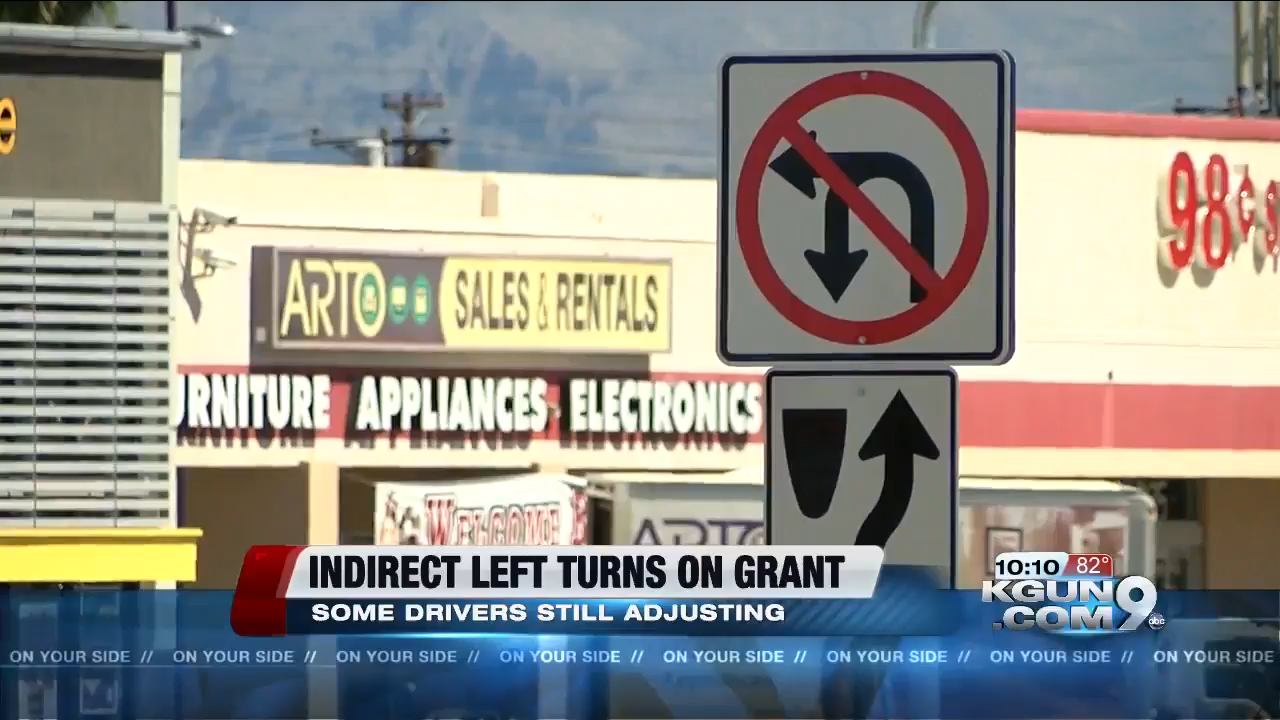 ARTO SALES & RENTALS
98¢
APPLIANCES ELECTRONICS
WELCOME
ARTO
INDIRECT LEFT TURNS ON GRANT
SOME DRIVERS STILL ADJUSTING
10:10 82°
KGUN9
.COM abc
ON YOUR SIDE // ON YOUR SIDE // ON YOUR SIDE // ON YOUR SIDE // ON YOUR SIDE // ON YOUR SIDE // ON YOUR SIDE // ON YOUR SIDE